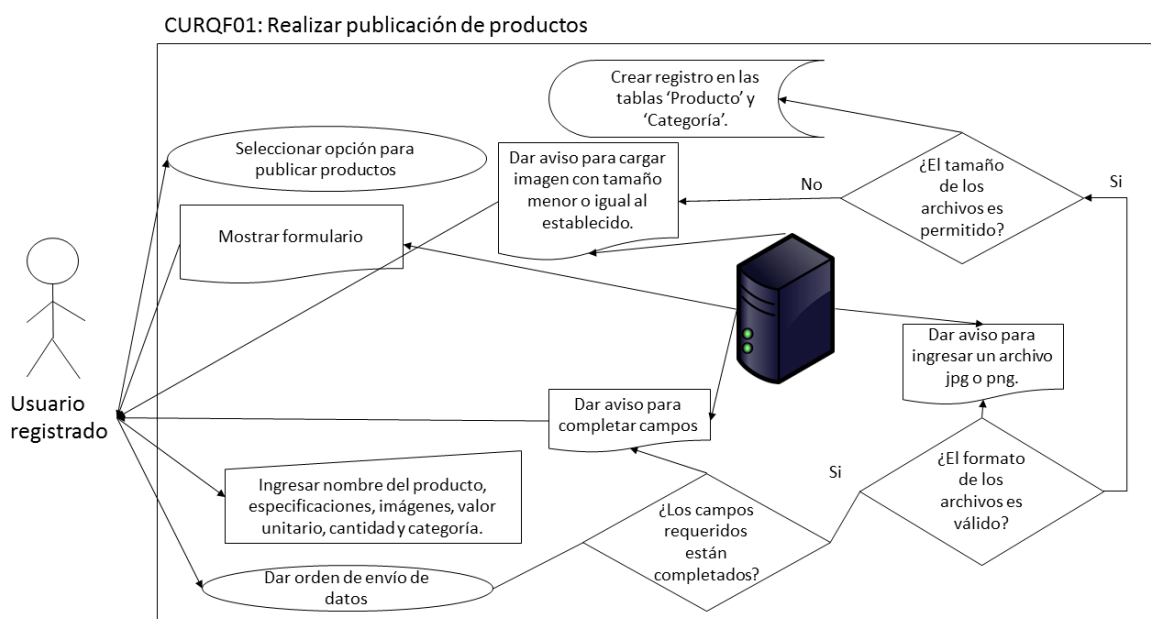 CURQF01: Realizar publicación de productos
Crear registro en las
tablas ‘Producto’ y
‘Categoría’.
Seleccionar opción para
publicar productos
Dar aviso para cargar
imagen con tamaño
menor o igual al
establecido.
No
¿El tamaño
de los
archivos es
permitido?
Si
Mostrar formulario
Dar aviso para
ingresar un archivo
jpg o png.
Usuario
registrado
Dar aviso para
completar campos
Ingresar nombre del producto,
especificaciones, imágenes, valor
unitario, cantidad y categoría.
¿Los campos
requeridos
están
completados?
Si
¿El formato
de los
archivos es
válido?
Dar orden de envío de
datos